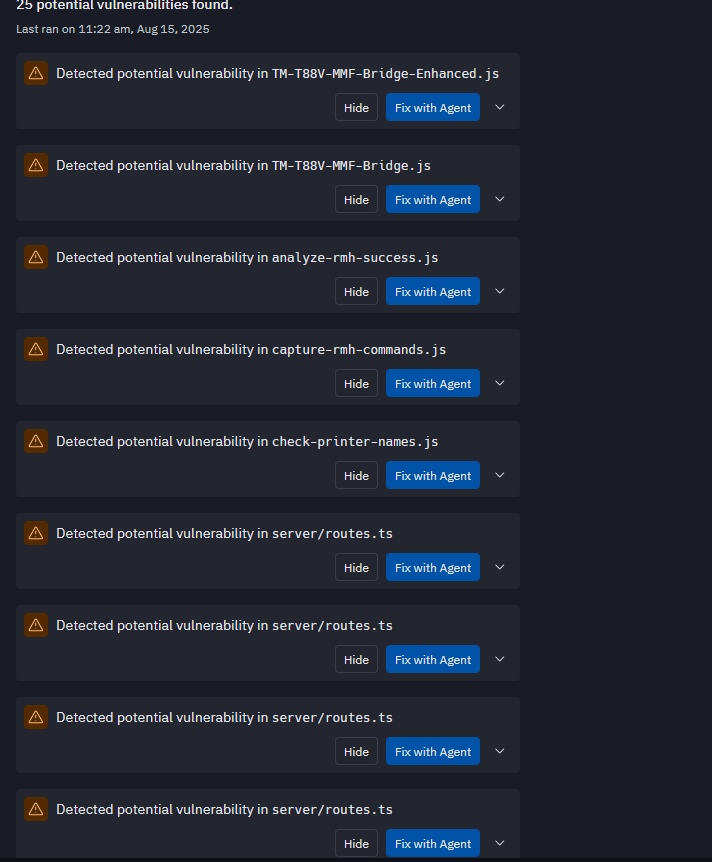 25 potential vulnerabilities found.
Last ran on 11:22 am, Aug 15, 2025
Detected potential vulnerability in TM-T88V-MMF-Bridge-Enhanced.js
Hide Fix with Agent
Detected potential vulnerability in TM-T88V-MMF-Bridge.js
Hide Fix with Agent
Detected potential vulnerability in analyze-rmh-success.js
Hide Fix with Agent
Detected potential vulnerability in capture-rmh-commands.js
Hide Fix with Agent
Detected potential vulnerability in check-printer-names.js
Hide Fix with Agent
Detected potential vulnerability in server/routes.ts
Hide Fix with Agent
Detected potential vulnerability in server/routes.ts
Hide Fix with Agent
Detected potential vulnerability in server/routes.ts
Hide Fix with Agent
Detected potential vulnerability in server/routes.ts
Hide Fix with Agent